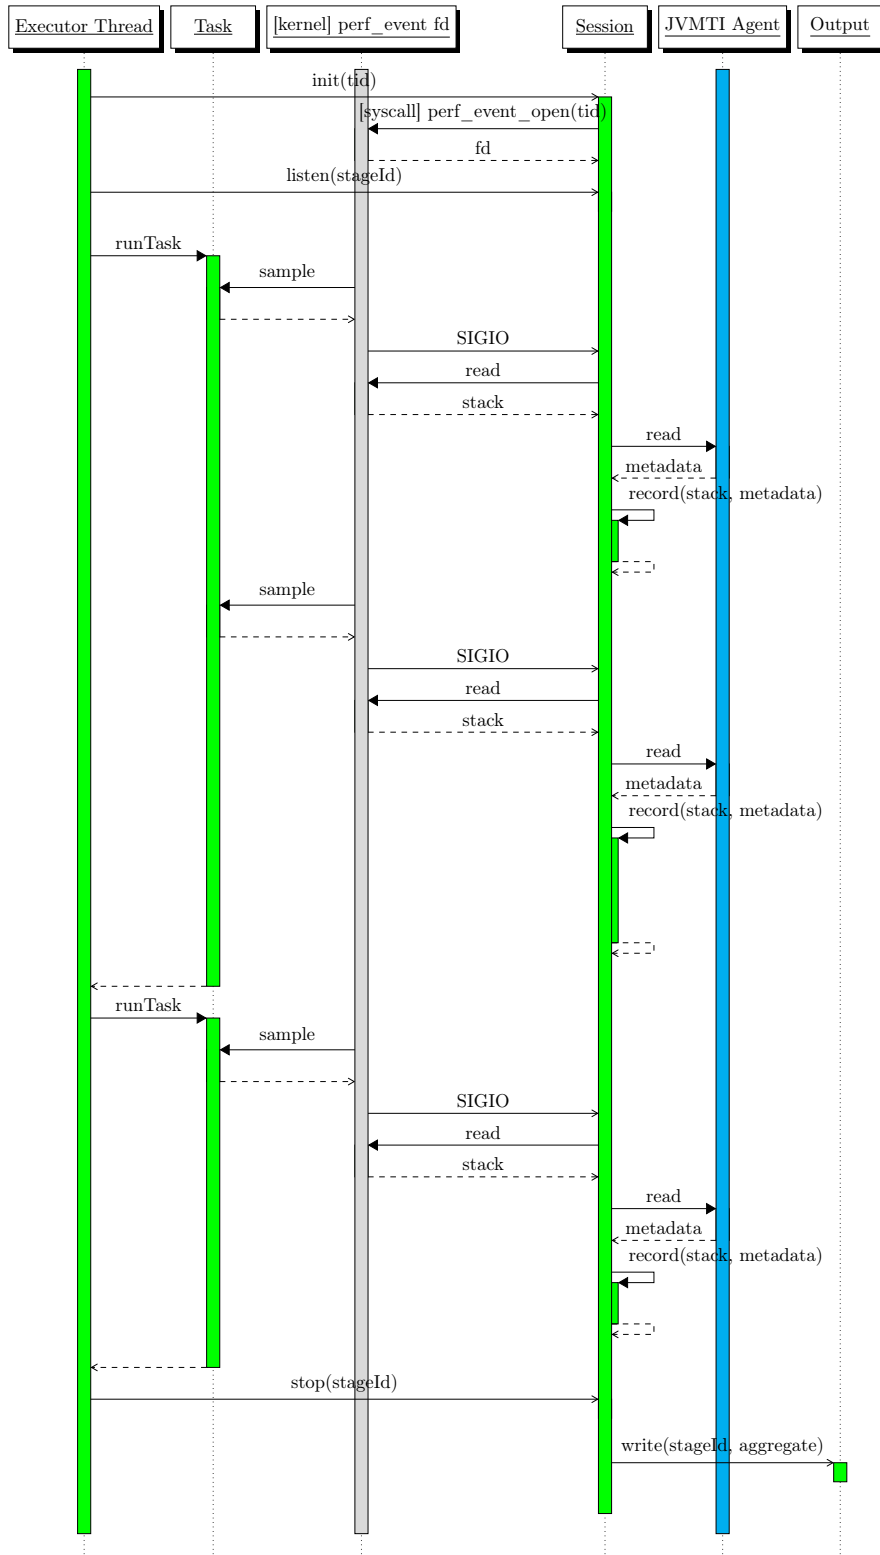 Executor Thread
Task
[kernel] perf_event fd
Session
JVMTI Agent
Output
init(tid)
[syscall] perf_event_open(tid)
fd
listen(stageId)
runTask
sample
SIGIO
read
stack
read
metadata
record(stack, metadata)
sample
SIGIO
read
stack
read
metadata
record(stack, metadata)
runTask
sample
SIGIO
read
stack
read
metadata
record(stack, metadata)
stop(stageId)
write(stageId, aggregate)